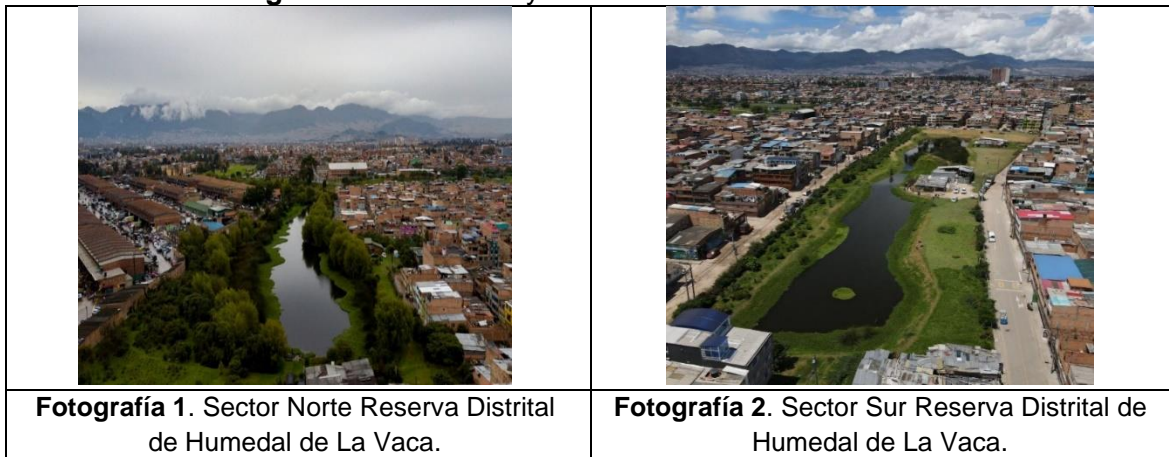 Fotografía 1. Sector Norte Reserva Distrital
de Humedal de La Vaca.
Fotografía 2. Sector Sur Reserva Distrital de
Humedal de La Vaca.